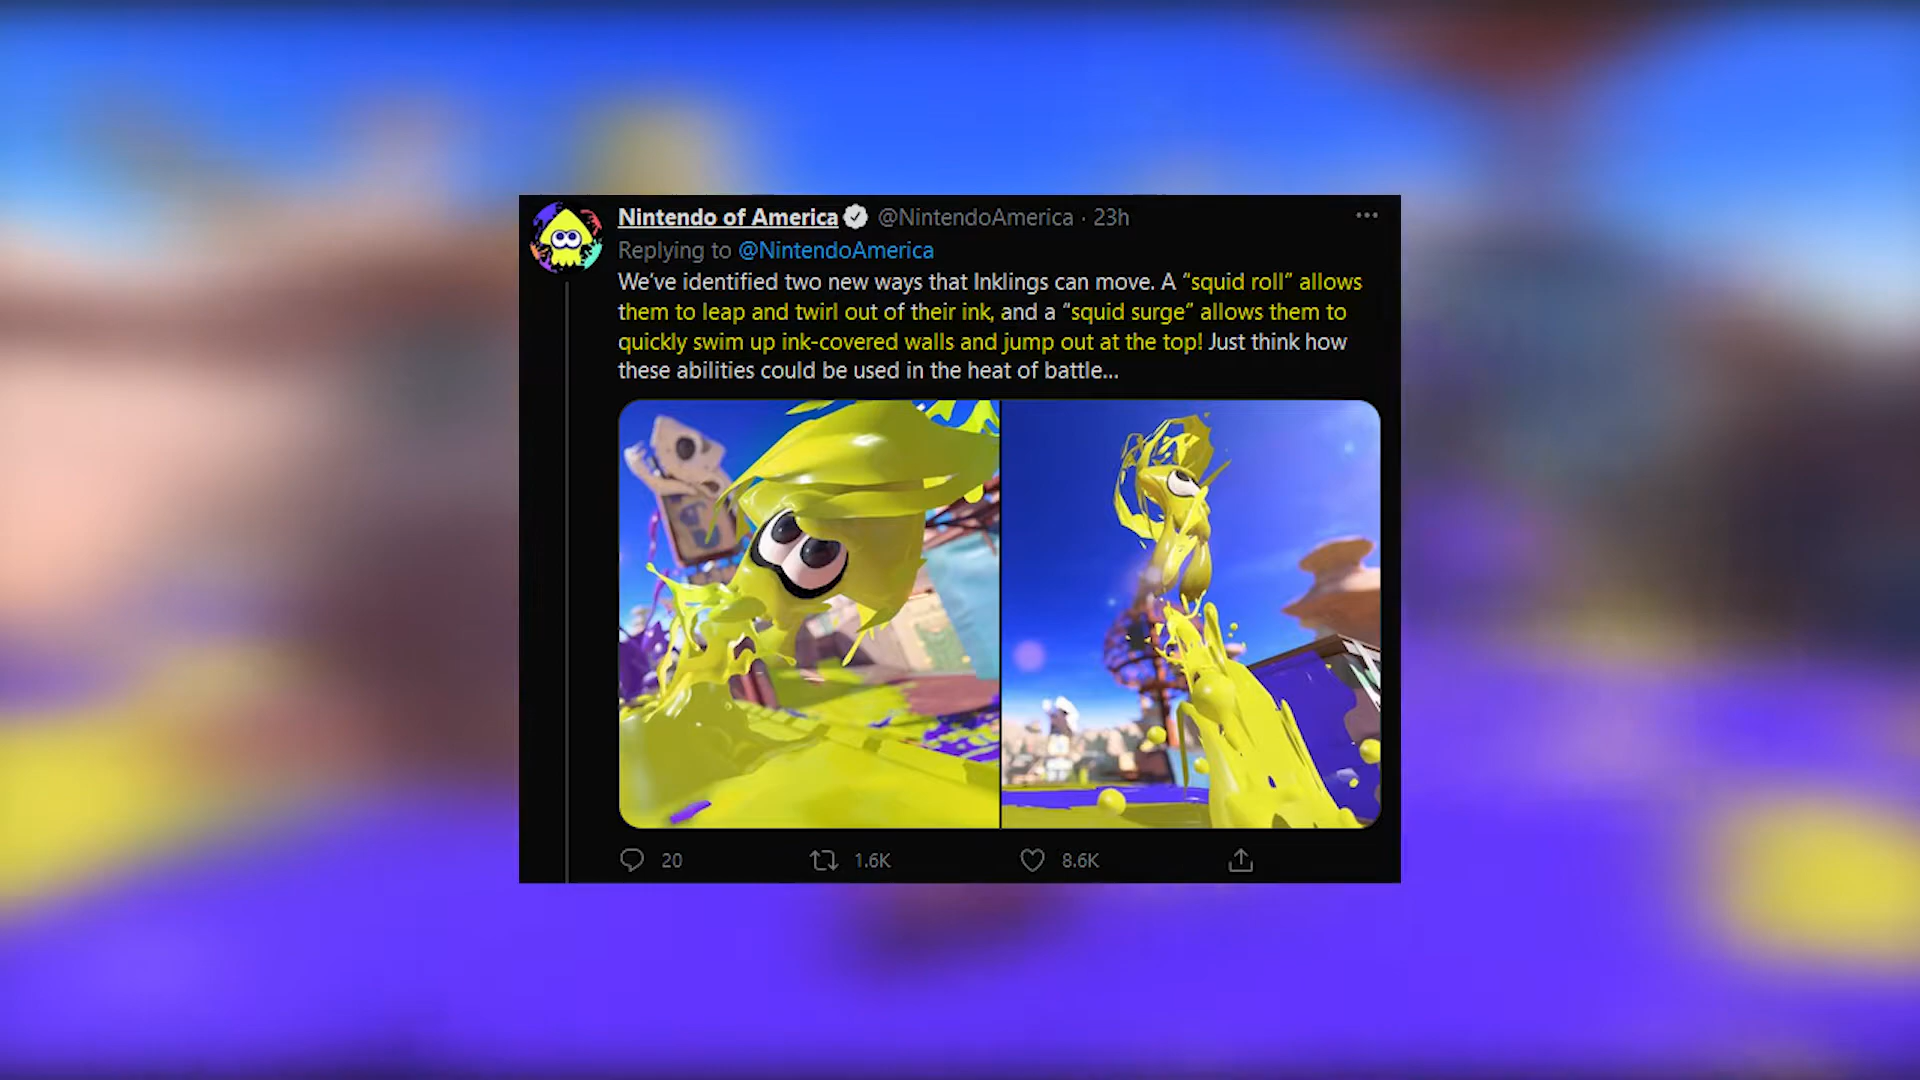 Nintendo of America @NintendoAmerica · 23h
Replying to @NintendoAmerica
We've identified two new ways that Inklings can move. A “squid roll” allows
them to leap and twirl out of their ink, and a “squid surge” allows them to
quickly swim up ink-covered walls and jump out at the top! Just think how
these abilities could be used in the heat of battle...
20 1.6K 8.6K